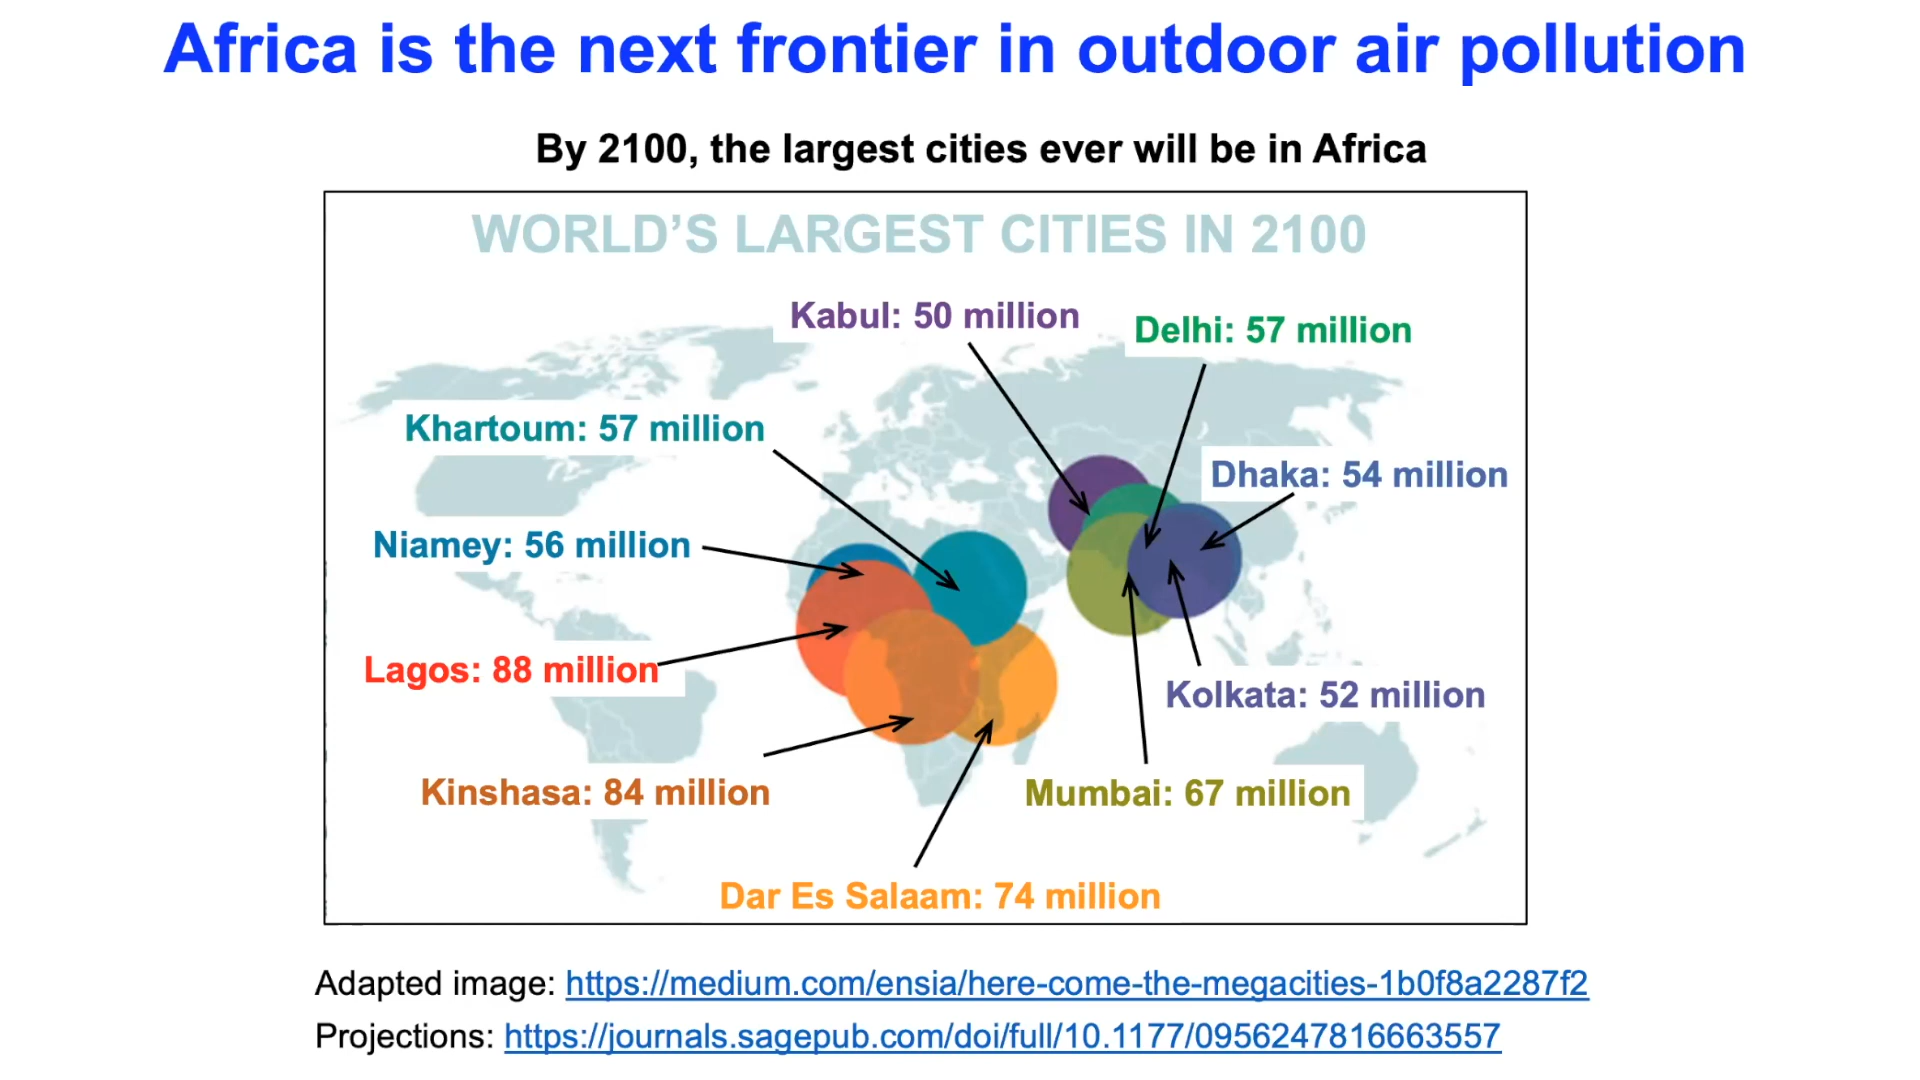 Africa is the next frontier in outdoor air pollution
By 2100, the largest cities ever will be in Africa
WORLD'S LARGEST CITIES IN 2100
Kabul: 50 million
Delhi: 57 million
Khartoum: 57 million
Dhaka: 54 million
Niamey: 56 million
Lagos: 88 million
Kolkata: 52 million
Kinshasa: 84 million
Mumbai: 67 million
Dar Es Salaam: 74 million
Adapted image: https://medium.com/ensia/here-come-the-megacities-1b0f8a2287f2
Projections: https://journals.sagepub.com/doi/full/10.1177/0956247816663557